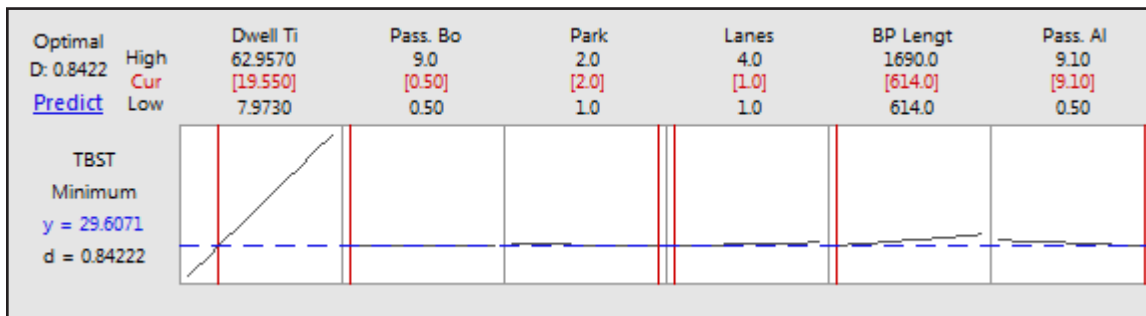 Optimal
D: 0.8422
Predict
High
Cur
Low
Dwell Ti
62.9570
[19.550]
7.9730
Pass. Bo
9.0
[0.50]
0.50
Park
2.0
[2.0]
1.0
Lanes
4.0
[1.0]
1.0
BP Lengt
1690.0
[614.0]
614.0
Pass. Al
9.10
[9.10]
0.50
TBST
Minimum
y = 29.6071
d = 0.84222